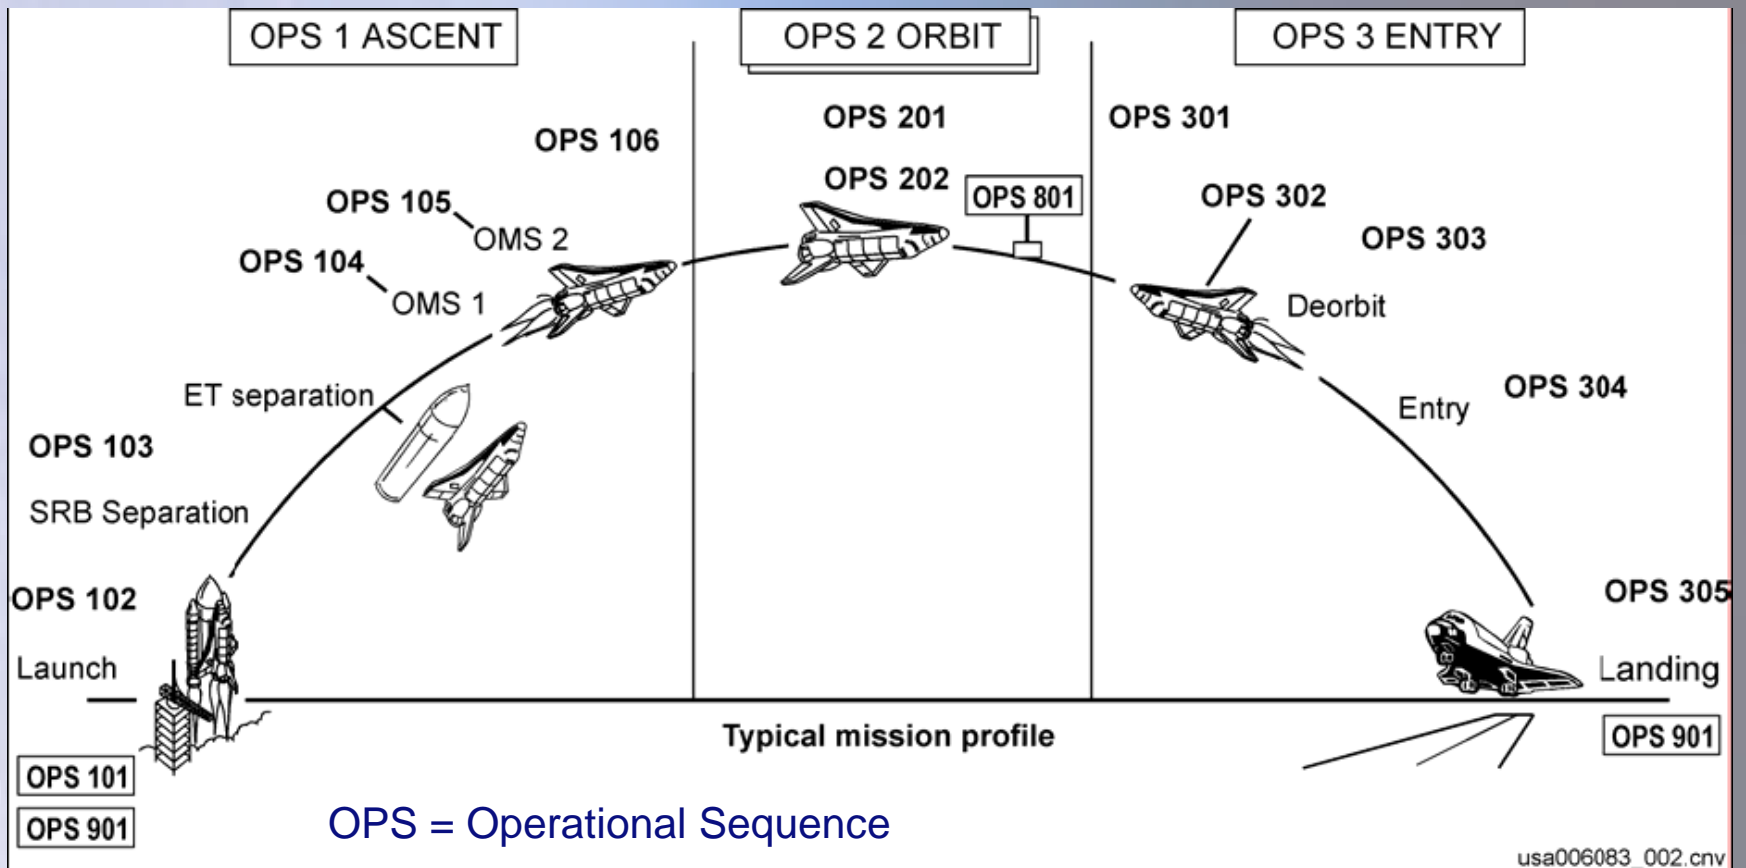 OPS 1 ASCENT
OPS 2 ORBIT
OPS 3 ENTRY
OPS 106
OPS 105
OMS 2
OPS 104
OMS 1
ET separation
OPS 103
SRB Separation
OPS 102
Launch
OPS 101
OPS 901
OPS 201
OPS 202
OPS 801
OPS 301
OPS 302
OPS 303
Deorbit
OPS 304
Entry
OPS 305
Landing
OPS 901
Typical mission profile
OPS = Operational Sequence
usa006083_002.cnv